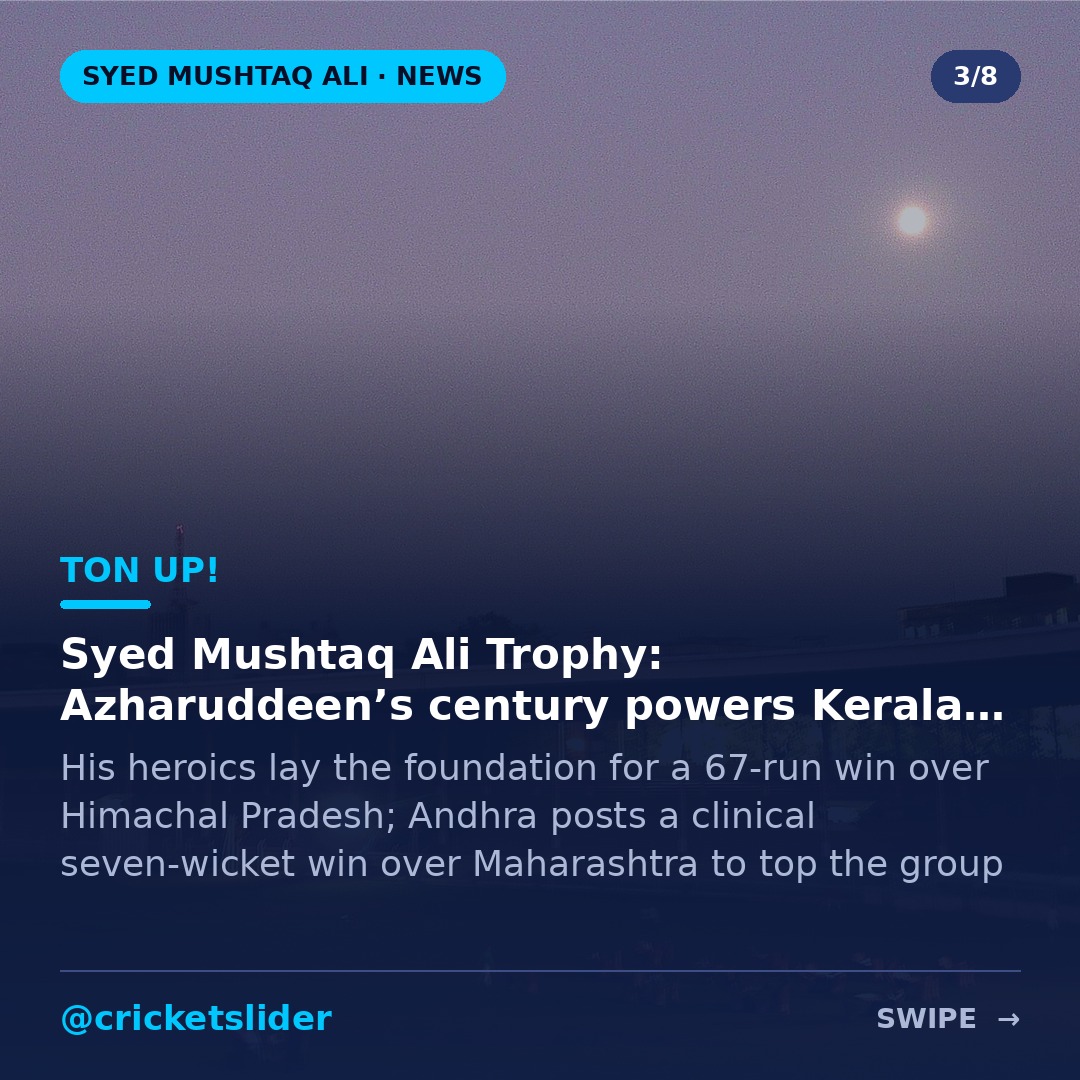 SYED MUSHTAQ ALI · NEWS
3/8
TON UP!
Syed Mushtaq Ali Trophy:
Azharuddeen’s century powers Kerala…
His heroics lay the foundation for a 67-run win over
Himachal Pradesh; Andhra posts a clinical
seven-wicket win over Maharashtra to top the group
@cricketslider
SWIPE →